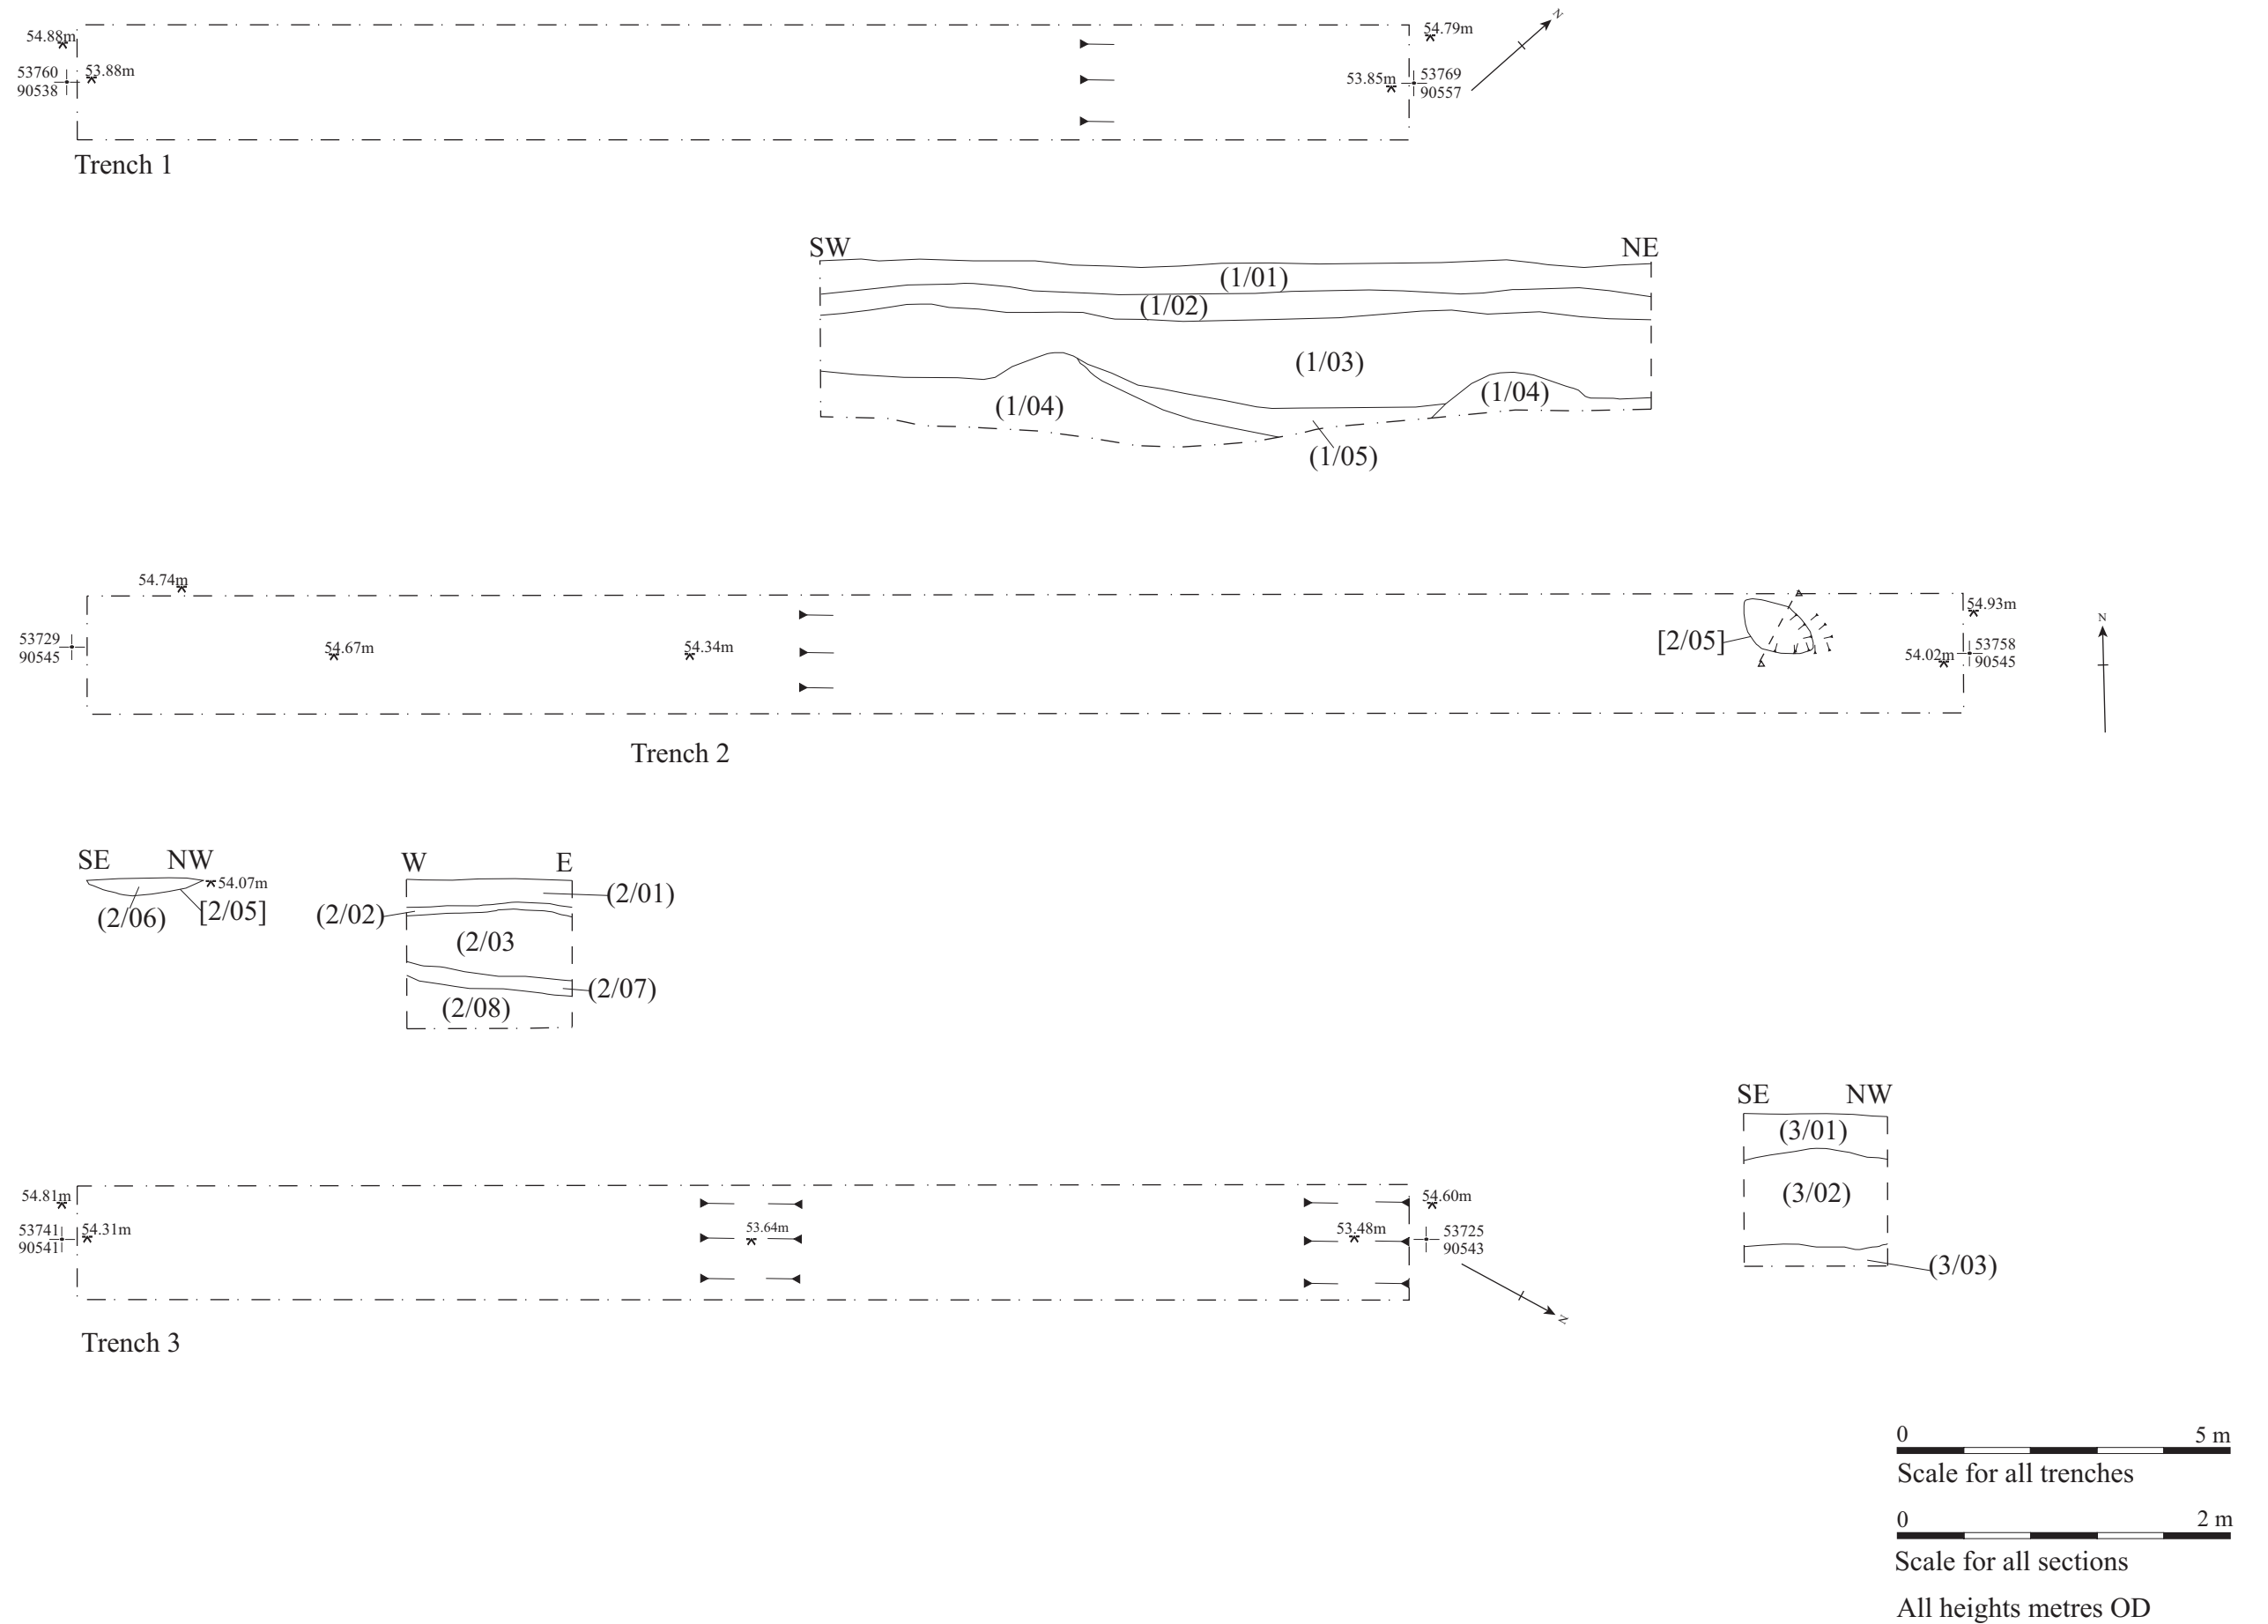 54.88m
54.79m
N
53760
90538
53.88m
53.85m
53769
90557
Trench 1
SW
NE
(1/01)
(1/02)
(1/03)
(1/04)
(1/04)
(1/05)
54.74m
54.93m
N
53729
90545
54.67m
54.34m
[2/05]
54.02m
53758
90545
Trench 2
SE NW
54.07m
(2/06)
[2/05]
W E
(2/01)
(2/02)
(2/03
(2/07)
(2/08)
SE NW
(3/01)
(3/02)
(3/03)
54.81m
54.60m
53741
90541
54.31m
53.64m
53.48m
53725
90543
N
Trench 3
0 5 m
Scale for all trenches
0 2 m
Scale for all sections
All heights metres OD